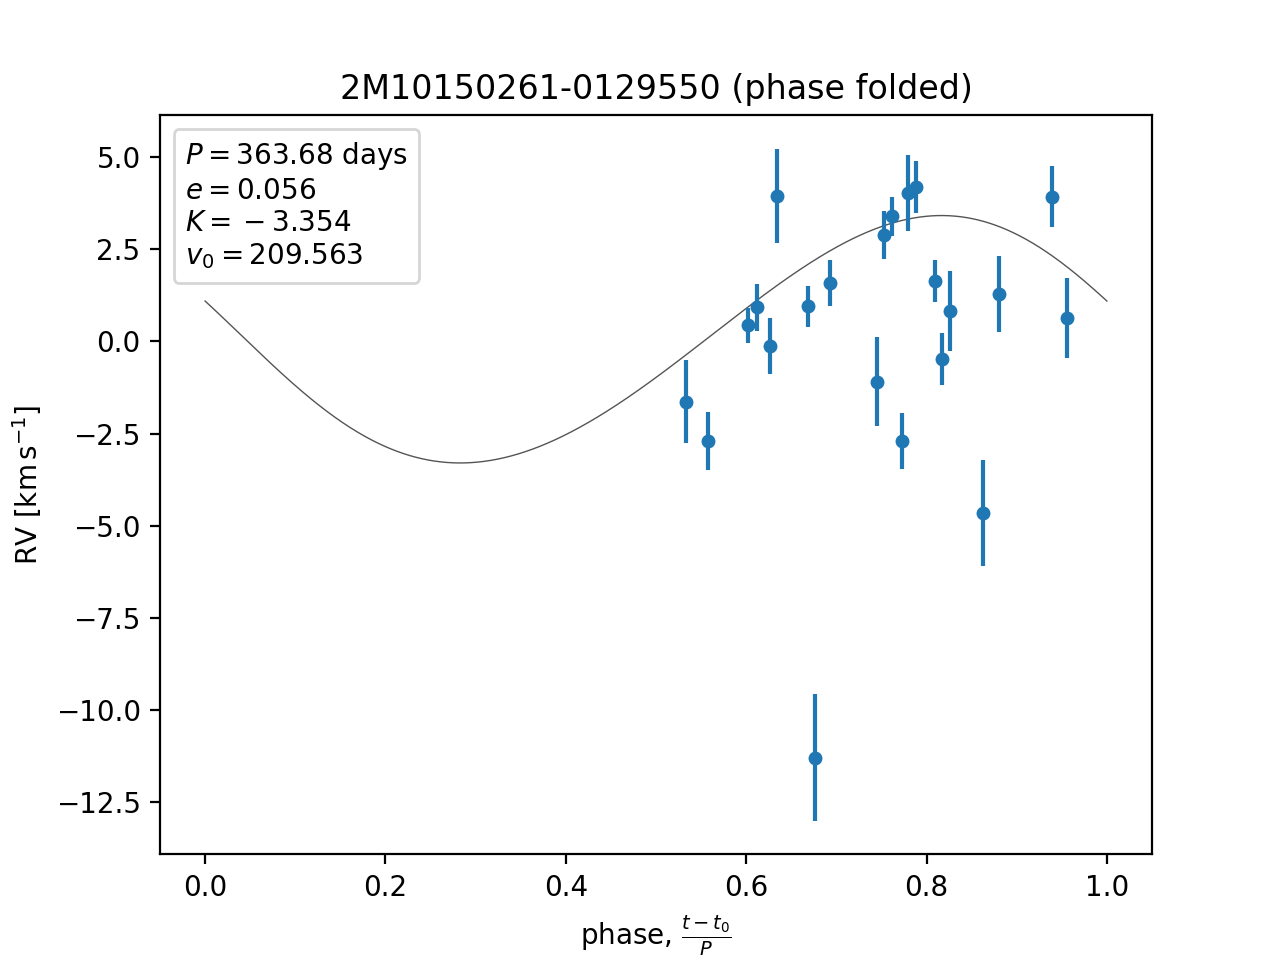 2M10150261-0129550 (phase folded)
P = 363.68 days
e = 0.056
K = −3.354
v₀ = 209.563
5.0
2.5
0.0
−2.5
−5.0
−7.5
−10.0
−12.5
RV [km s⁻¹]
0.0 0.2 0.4 0.6 0.8 1.0
phase, (t − t₀)/P